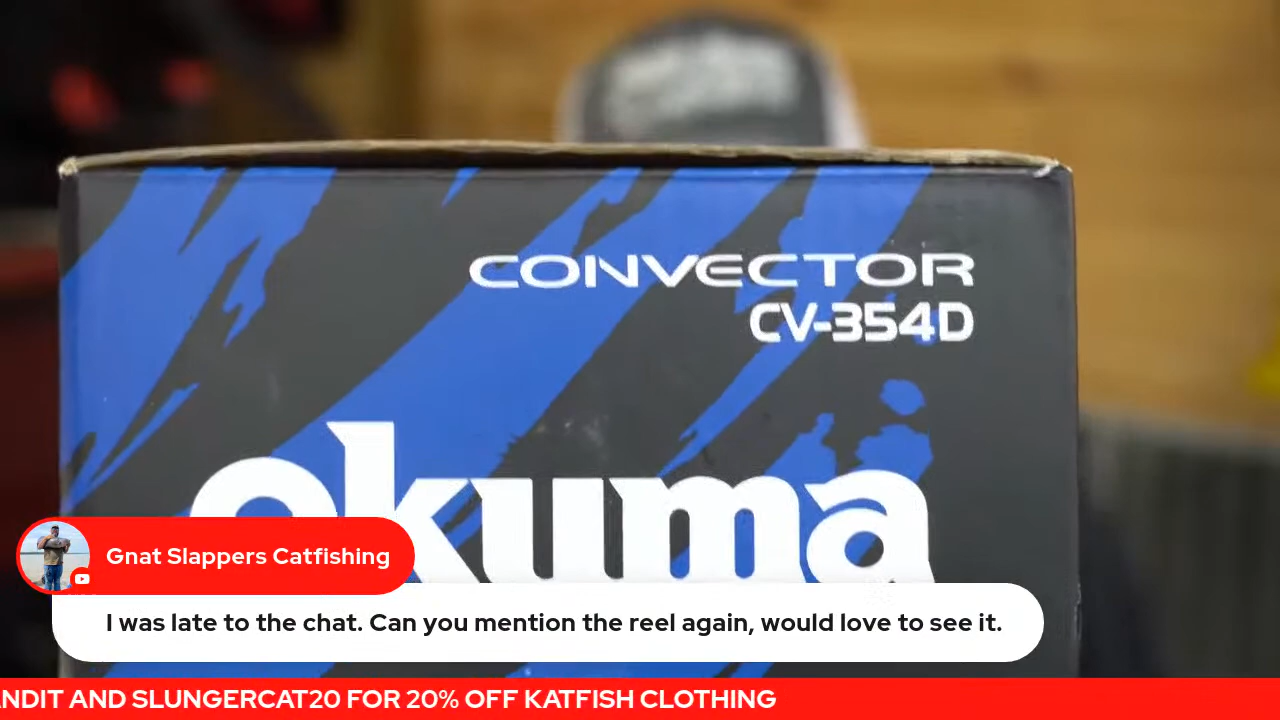 CONVECTOR
CV-354D
okuma
Gnat Slappers Catfishing
I was late to the chat. Can you mention the reel again, would love to see it.
ANDIT AND SLUNGERCAT20 FOR 20% OFF KATFISH CLOTHING